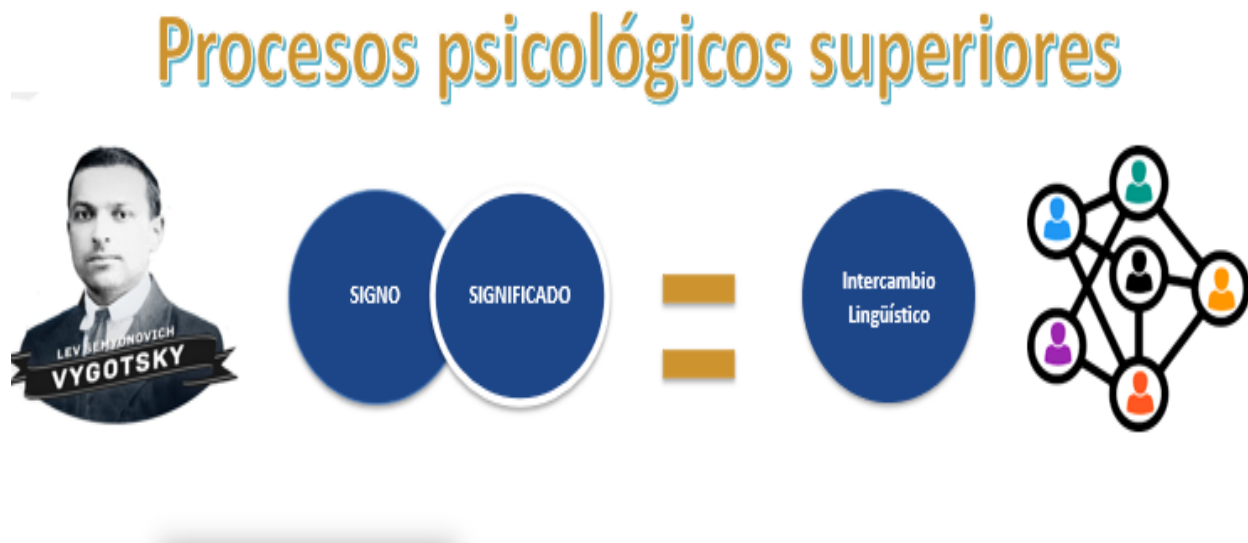 Procesos psicológicos superiores
LEV SEMYONOVICH
VYGOTSKY
SIGNO
SIGNIFICADO
Intercambio
Lingüístico